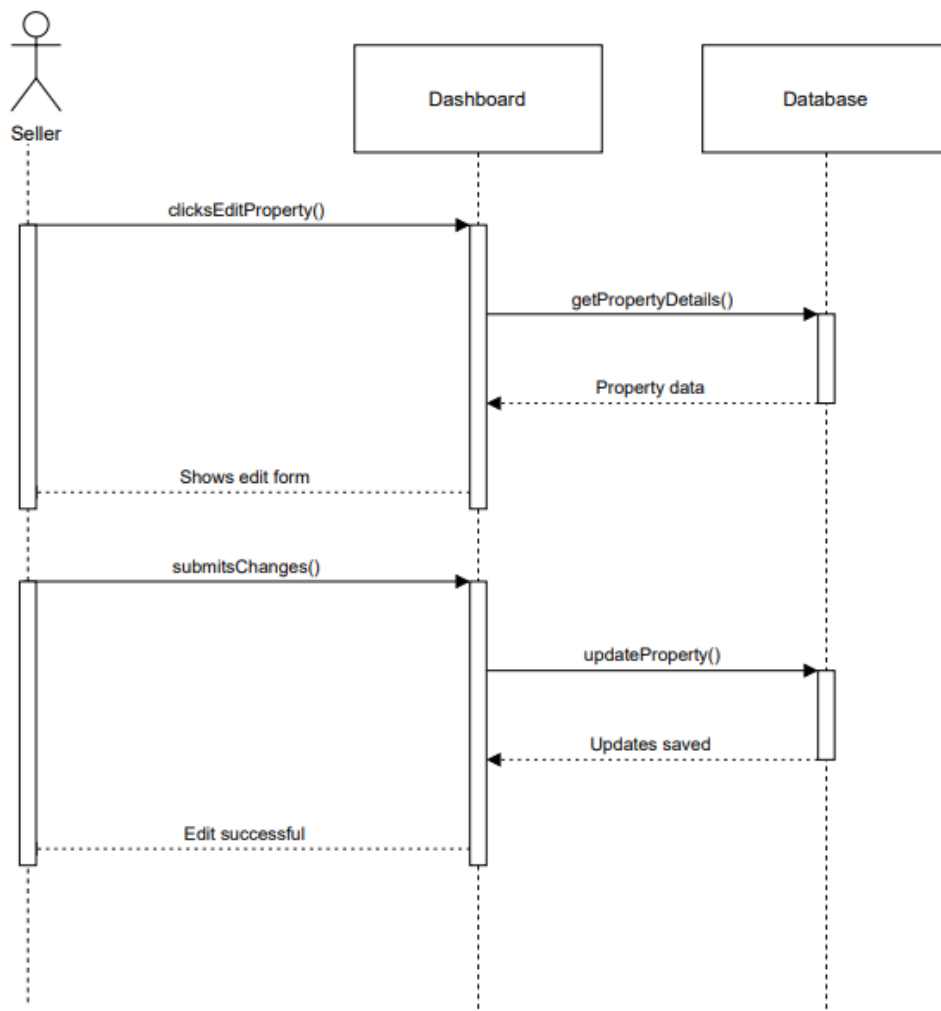 Dashboard
Database
Seller
clicksEditProperty()
getPropertyDetails()
Property data
Shows edit form
submitsChanges()
updateProperty()
Updates saved
Edit successful